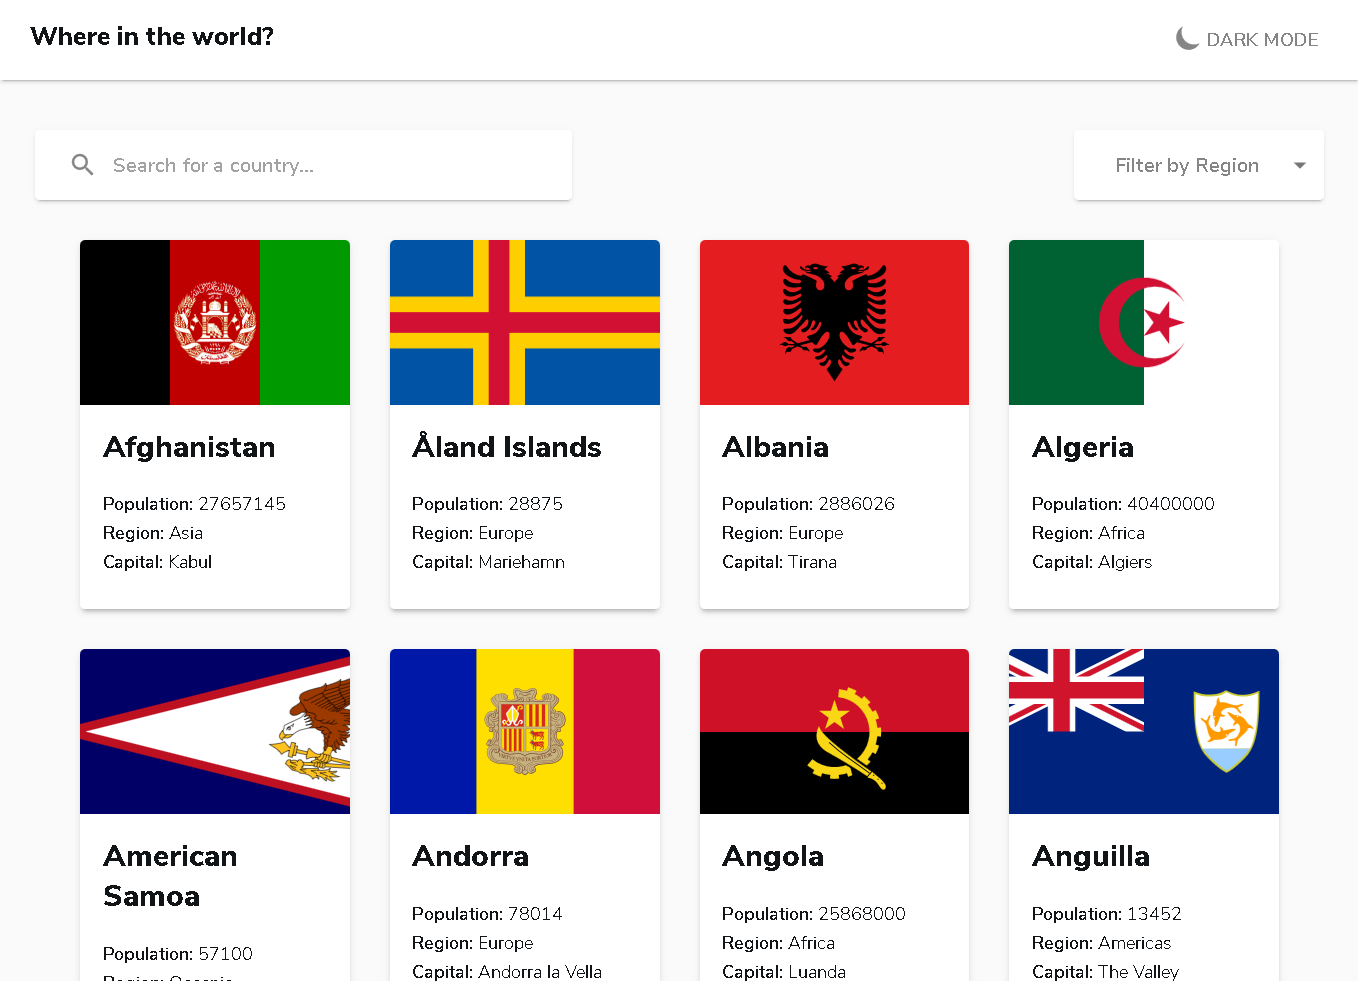 Where in the world?
DARK MODE
Search for a country...
Filter by Region
Afghanistan
Population: 27657145
Region: Asia
Capital: Kabul
Åland Islands
Population: 28875
Region: Europe
Capital: Mariehamn
Albania
Population: 2886026
Region: Europe
Capital: Tirana
Algeria
Population: 40400000
Region: Africa
Capital: Algiers
American
Samoa
Population: 57100
Region: Oceania
Andorra
Population: 78014
Region: Europe
Capital: Andorra la Vella
Angola
Population: 25868000
Region: Africa
Capital: Luanda
Anguilla
Population: 13452
Region: Americas
Capital: The Valley